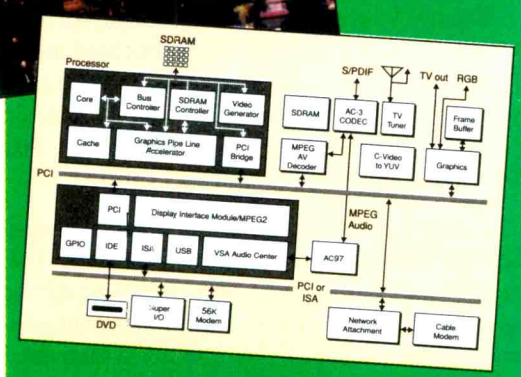 SDRAM
Processor
Core
Bus
Controller
SDRAM
Controller
Video
Generator
Cache
Graphics Pipe Line
Accelerator
PCI
Bridge
S/PDIF
TV out
RGB
SDRAM
AC-3
CODEC
TV
Tuner
Frame
Buffer
MPEG
AV
Decoder
C-Video
to YUV
Graphics
PCI
PCI
Display Interface Module/MPEG2
GPIO
IDE
ISA
USB
VSA Audio Center
MPEG
Audio
AC97
PCI or
ISA
DVD
Super
I/O
56K
Modem
Network
Attachment
Cable
Modem